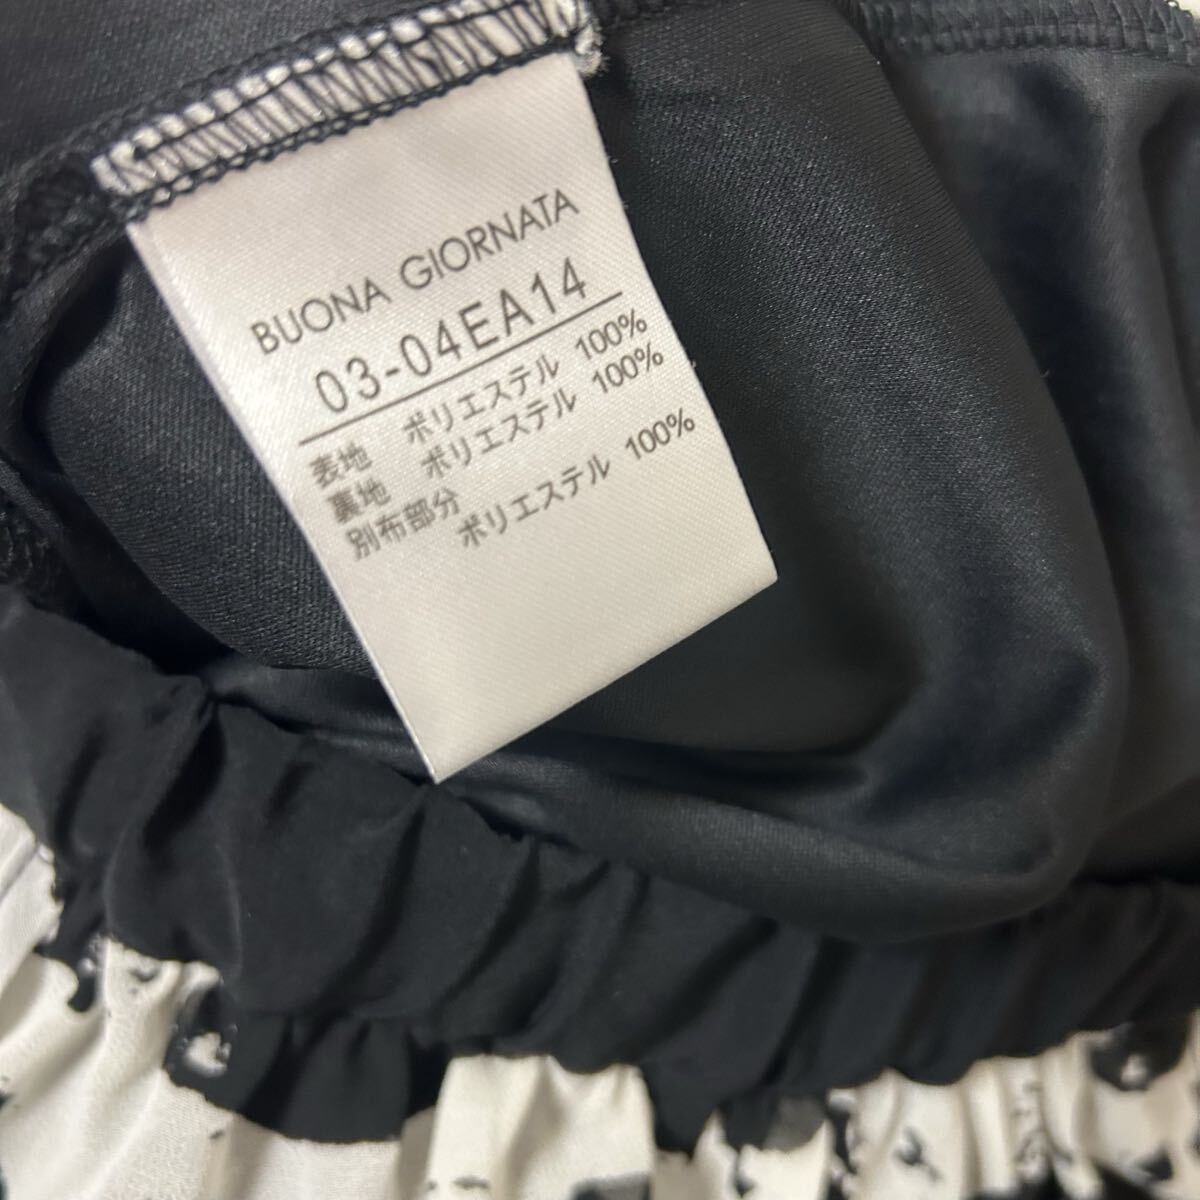 BUONA GIORNATA
03-04EA14
表地 ポリエステル 100%
裏地 ポリエステル 100%
別布部分
ポリエステル 100%